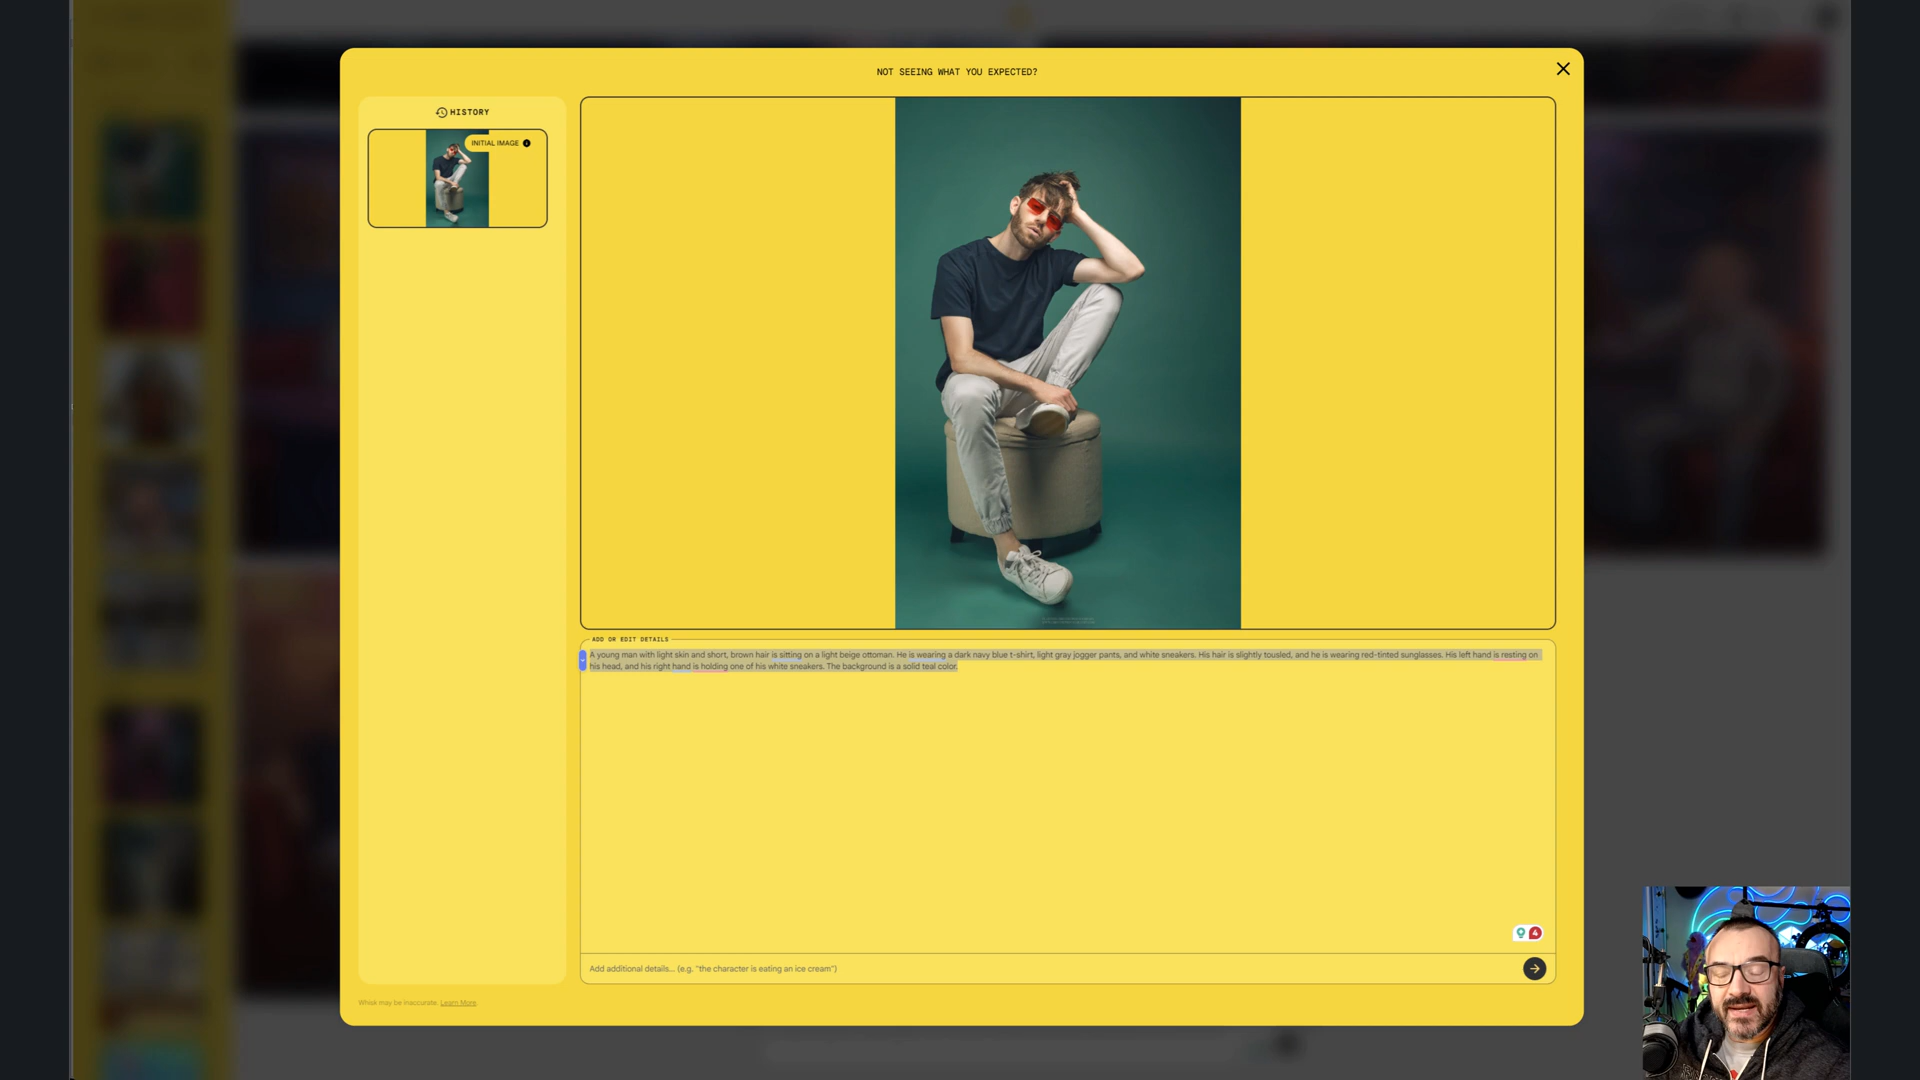 NOT SEEING WHAT YOU EXPECTED?
HISTORY
INITIAL IMAGE
ADD OR EDIT DETAILS
A young man with light skin and short, brown hair is sitting on a light beige ottoman. He is wearing a dark navy blue t-shirt, light gray jogger pants, and white sneakers. His hair is slightly tousled, and he is wearing red-tinted sunglasses. His left hand is resting on
his head, and his right hand is holding one of his white sneakers. The background is a solid teal color.
4
Add additional details... (e.g. "the character is eating an ice cream")
Whisk may be inaccurate. Learn More.